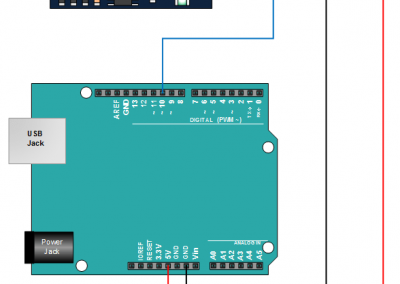 AREF
GND
13
12
~11
~10
~9
8
7
~6
~5
4
~3
2
1
0
DIGITAL (PWM ~)
USB
Jack
Power
Jack
IOREF
RESET
3.3V
5V
GND
GND
Vin
ANALOG IN
A0
A1
A2
A3
A4
A5